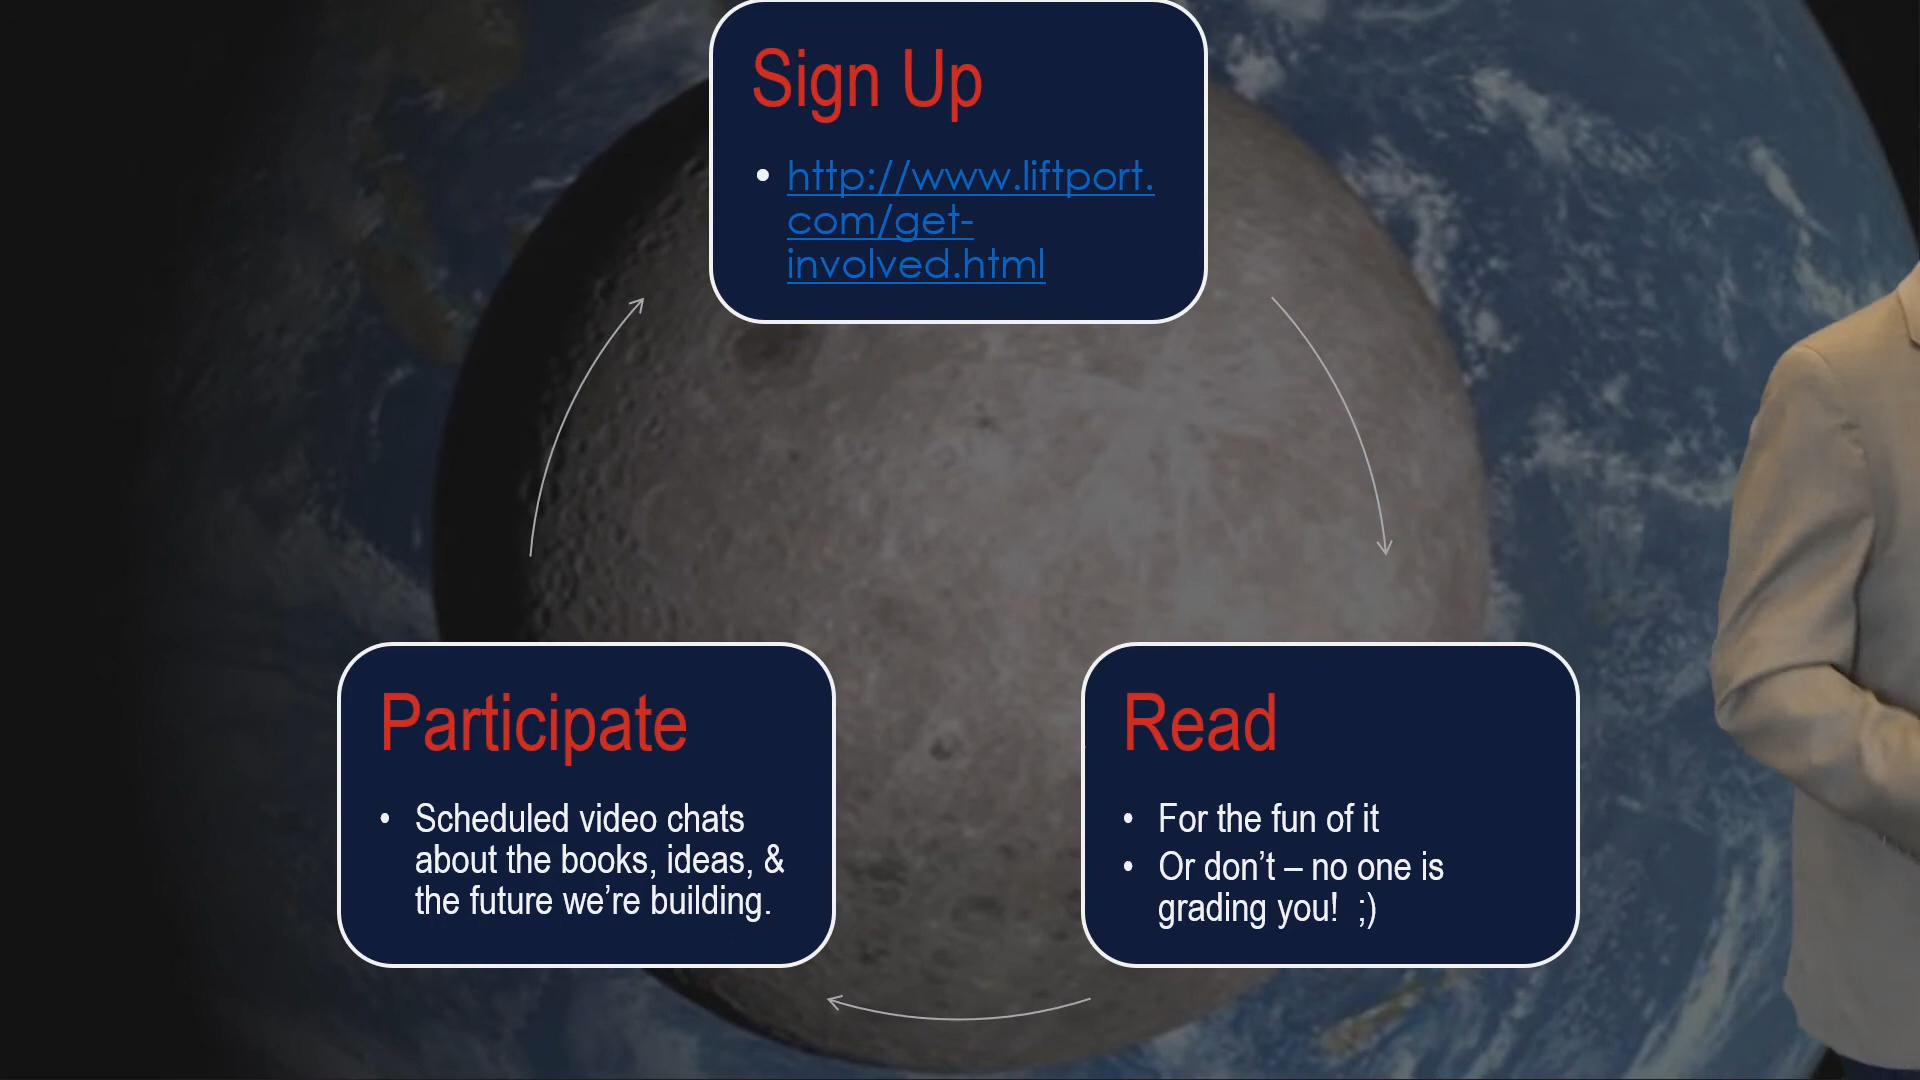 Sign Up
• http://www.liftport.
com/get-
involved.html
Participate
• Scheduled video chats
about the books, ideas, &
the future we’re building.
Read
• For the fun of it
• Or don’t – no one is
grading you!  ;)